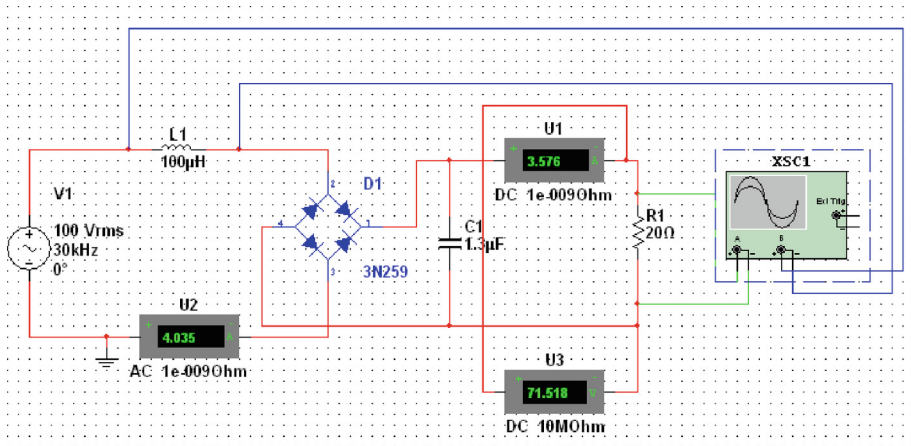 L1
100µH
V1
100 Vrms
30kHz
0°
U2
4.035
A
AC 1e-009Ohm
D1
2
4
1
3
3N259
C1
1.3µF
U1
3.576
A
DC 1e-009Ohm
R1
20Ω
U3
71.518
V
DC 10MOhm
XSC1
Ext Trig
A
B